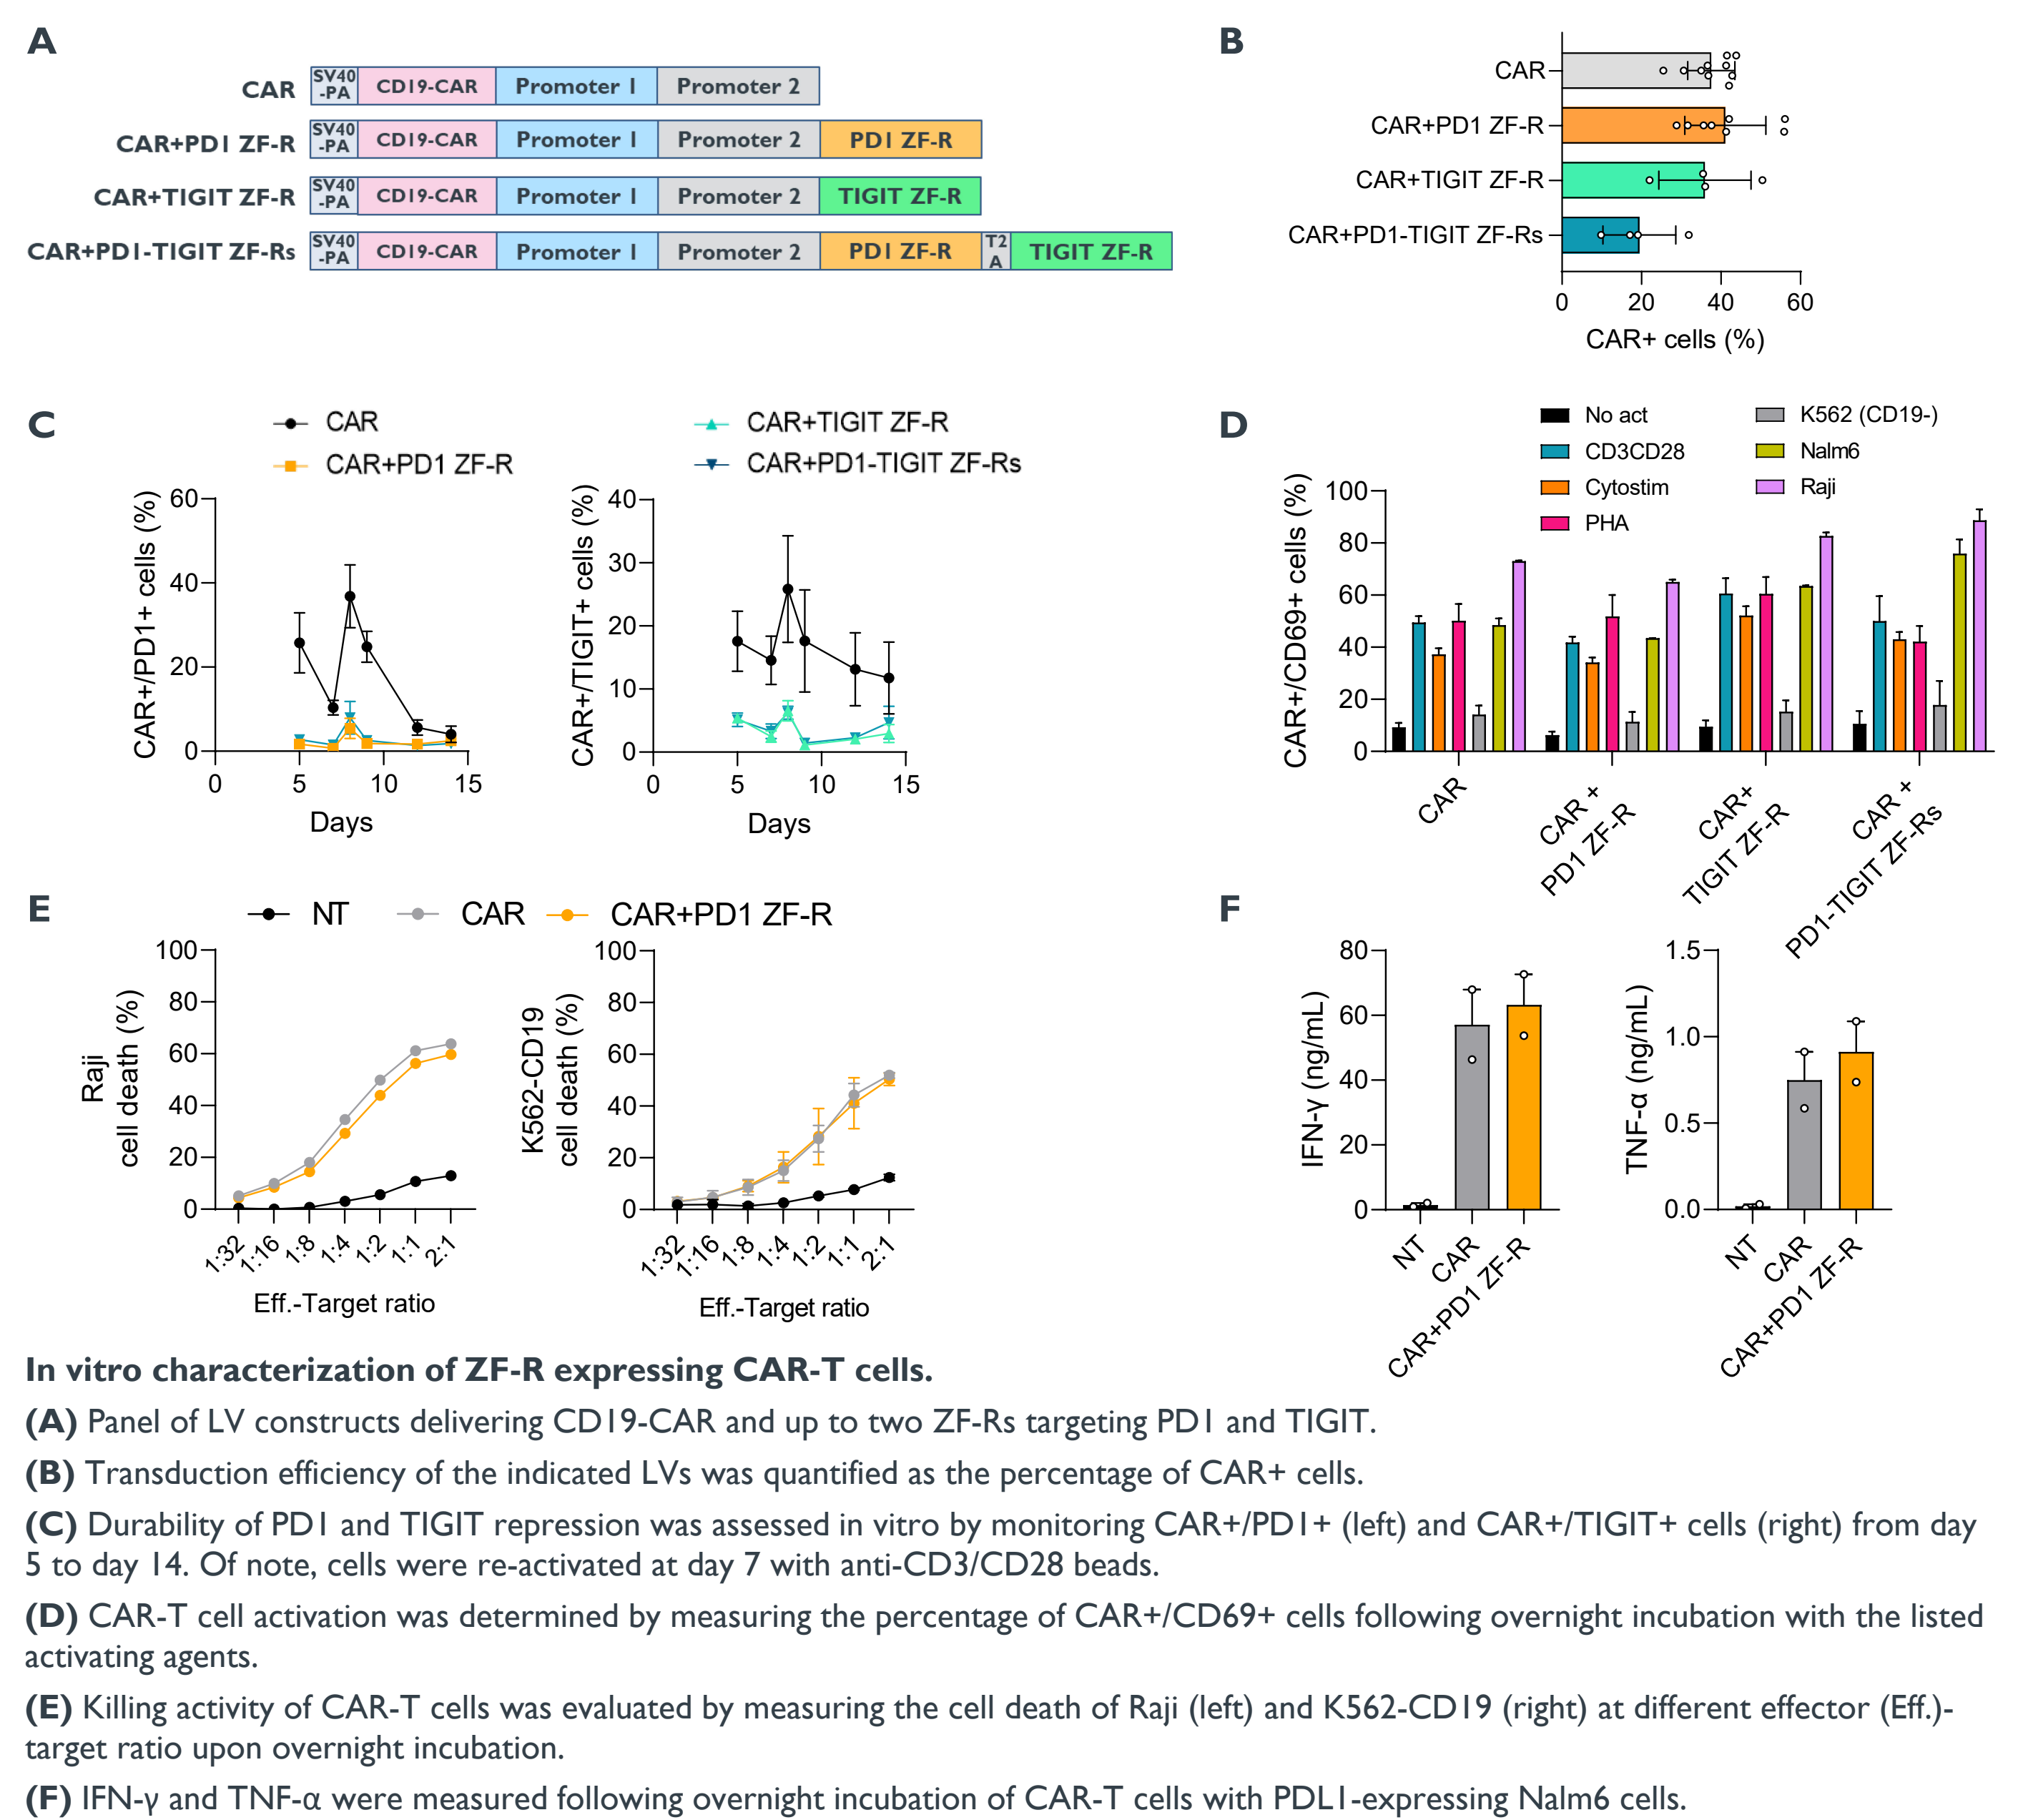 A
CAR
SV40
-PA
CD19-CAR
Promoter 1
Promoter 2
CAR+PD1 ZF-R
SV40
-PA
CD19-CAR
Promoter 1
Promoter 2
PD1 ZF-R
CAR+TIGIT ZF-R
SV40
-PA
CD19-CAR
Promoter 1
Promoter 2
TIGIT ZF-R
CAR+PD1-TIGIT ZF-Rs
SV40
-PA
CD19-CAR
Promoter 1
Promoter 2
PD1 ZF-R
T2
A
TIGIT ZF-R
B
CAR
CAR+PD1 ZF-R
CAR+TIGIT ZF-R
CAR+PD1-TIGIT ZF-Rs
0 20 40 60
CAR+ cells (%)
C
CAR
CAR+PD1 ZF-R
CAR+TIGIT ZF-R
CAR+PD1-TIGIT ZF-Rs
CAR+/PD1+ cells (%)
60
40
20
0
0 5 10 15
Days
CAR+/TIGIT+ cells (%)
40
30
20
10
0
0 5 10 15
Days
D
No act
CD3CD28
Cytostim
PHA
K562 (CD19-)
Nalm6
Raji
CAR+/CD69+ cells (%)
100
80
60
40
20
0
CAR
CAR +
PD1 ZF-R
CAR+
TIGIT ZF-R
CAR +
PD1-TIGIT ZF-Rs
E
NT
CAR
CAR+PD1 ZF-R
Raji
cell death (%)
100
80
60
40
20
0
1:32 1:16 1:8 1:4 1:2 1:1 2:1
Eff.-Target ratio
K562-CD19
cell death (%)
100
80
60
40
20
0
1:32 1:16 1:8 1:4 1:2 1:1 2:1
Eff.-Target ratio
F
IFN-γ (ng/mL)
80
60
40
20
0
NT
CAR
CAR+PD1 ZF-R
TNF-α (ng/mL)
1.5
1.0
0.5
0.0
NT
CAR
CAR+PD1 ZF-R
In vitro characterization of ZF-R expressing CAR-T cells.
(A) Panel of LV constructs delivering CD19-CAR and up to two ZF-Rs targeting PD1 and TIGIT.
(B) Transduction efficiency of the indicated LVs was quantified as the percentage of CAR+ cells.
(C) Durability of PD1 and TIGIT repression was assessed in vitro by monitoring CAR+/PD1+ (left) and CAR+/TIGIT+ cells (right) from day
5 to day 14. Of note, cells were re-activated at day 7 with anti-CD3/CD28 beads.
(D) CAR-T cell activation was determined by measuring the percentage of CAR+/CD69+ cells following overnight incubation with the listed
activating agents.
(E) Killing activity of CAR-T cells was evaluated by measuring the cell death of Raji (left) and K562-CD19 (right) at different effector (Eff.)-
target ratio upon overnight incubation.
(F) IFN-γ and TNF-α were measured following overnight incubation of CAR-T cells with PDL1-expressing Nalm6 cells.